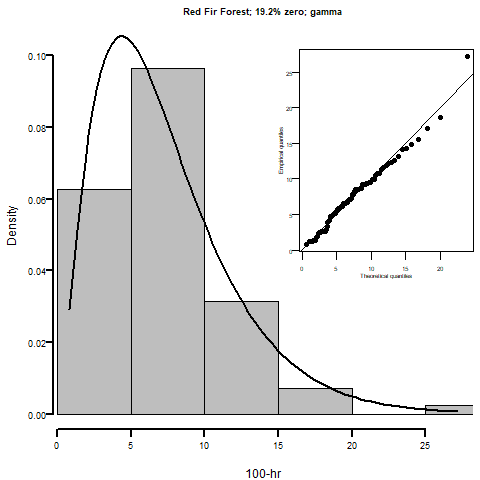 Red Fir Forest; 19.2% zero; gamma
Density
0.10
0.08
0.06
0.04
0.02
0.00
0 5 10 15 20 25
100-hr
Empirical quantiles
25
20
15
10
5
0
0 5 10 15 20
Theoretical quantiles